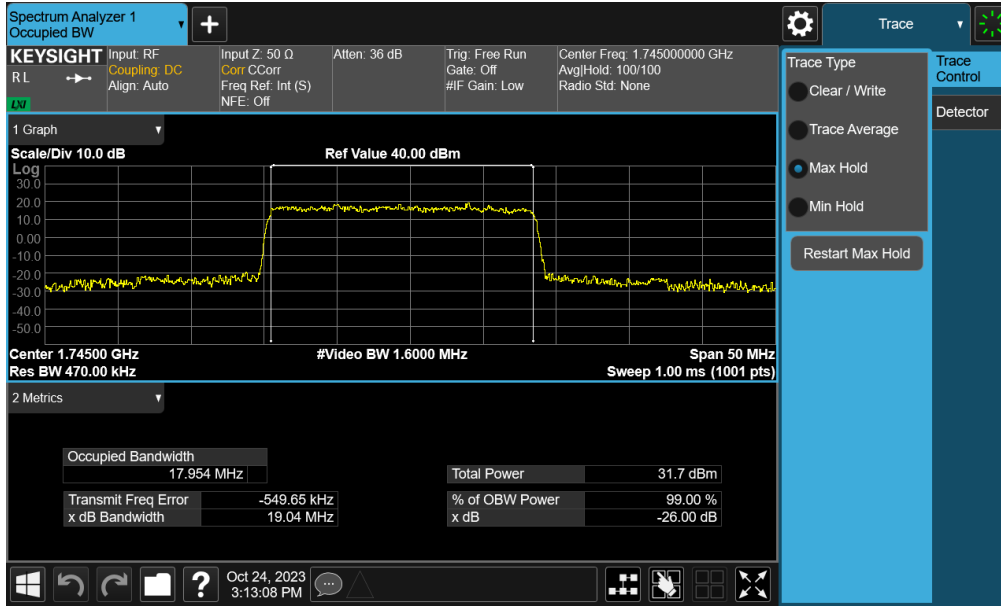 Spectrum Analyzer 1
Occupied BW
+
Trace
KEYSIGHT
R L
LXI
Input: RF
Coupling: DC
Align: Auto
Input Z: 50 Ω
Corr CCorr
Freq Ref: Int (S)
NFE: Off
Atten: 36 dB
Trig: Free Run
Gate: Off
#IF Gain: Low
Center Freq: 1.745000000 GHz
Avg|Hold: 100/100
Radio Std: None
1 Graph
Scale/Div 10.0 dB
Ref Value 40.00 dBm
Log
30.0
20.0
10.0
0.00
-10.0
-20.0
-30.0
-40.0
-50.0
Center 1.74500 GHz
#Video BW 1.6000 MHz
Span 50 MHz
Res BW 470.00 kHz
Sweep 1.00 ms (1001 pts)
2 Metrics
Occupied Bandwidth
17.954 MHz
Total Power 31.7 dBm
Transmit Freq Error -549.65 kHz
% of OBW Power 99.00 %
x dB Bandwidth 19.04 MHz
x dB -26.00 dB
Trace Type
Clear / Write
Trace Average
Max Hold
Min Hold
Restart Max Hold
Trace
Control
Detector
?
Oct 24, 2023
3:13:08 PM